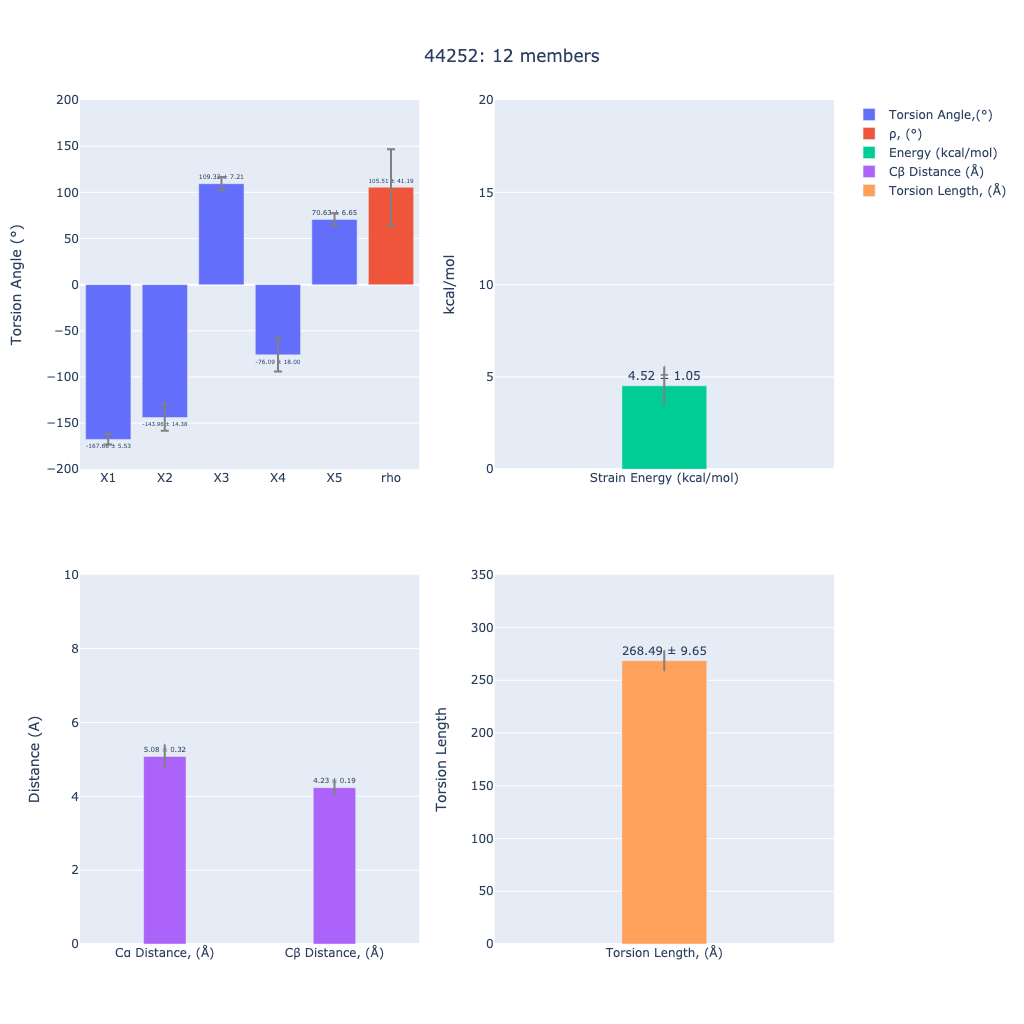 44252: 12 members
Torsion Angle (°)
200
150
100
50
0
−50
−100
−150
−200
109.32 ± 7.21
105.51 ± 41.19
70.63 ± 6.65
-76.09 ± 18.00
-143.96 ± 14.38
± 5.53
X1 X2 X3 X4 X5 rho
kcal/mol
20
15
10
5
0
4.52 ± 1.05
Strain Energy (kcal/mol)
Torsion Angle,(°)
ρ, (°)
Energy (kcal/mol)
Cβ Distance (Å)
Torsion Length, (Å)
Distance (A)
10
8
6
4
2
0
5.08 ± 0.32
4.23 ± 0.19
Cα Distance, (Å) Cβ Distance, (Å)
Torsion Length
350
300
250
200
150
100
50
0
268.49 ± 9.65
Torsion Length, (Å)